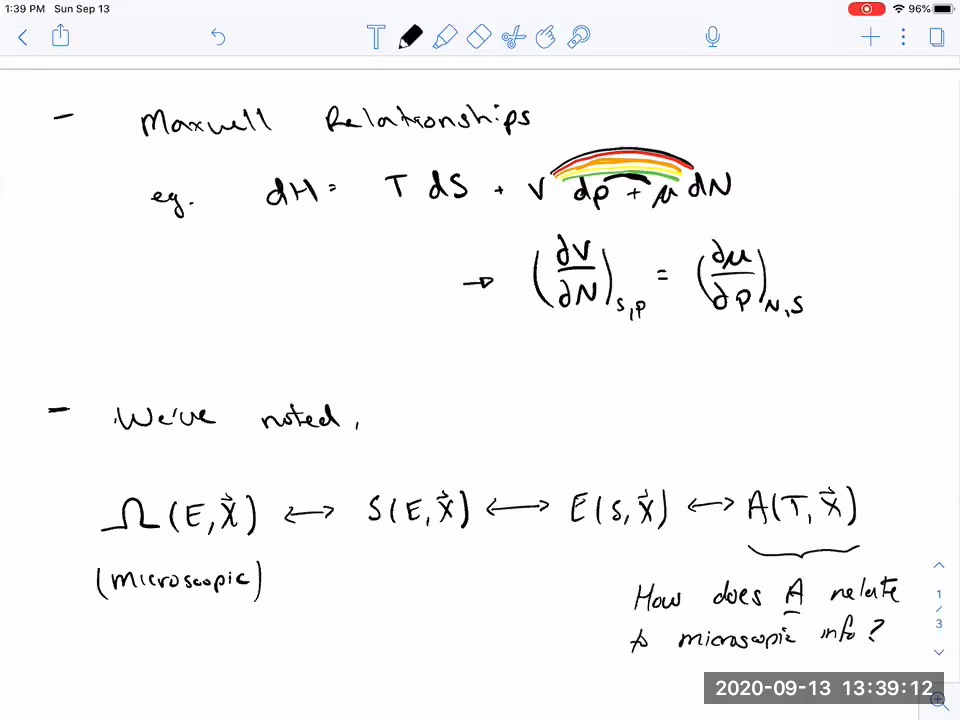 1:39 PM Sun Sep 13
96%
- Maxwell Relationships
eg. dH = T dS + V dp + μ dN
→ (∂V/∂N)_{S,P} = (∂μ/∂P)_{N,S}
- We've noted,
Ω(E, X⃗) ↔ S(E, X⃗) ↔ E(S, X⃗) ↔ A(T, X⃗)
(microscopic)
How does A relate
to microscopic info?
1
/
3
2020-09-13 13:39:12